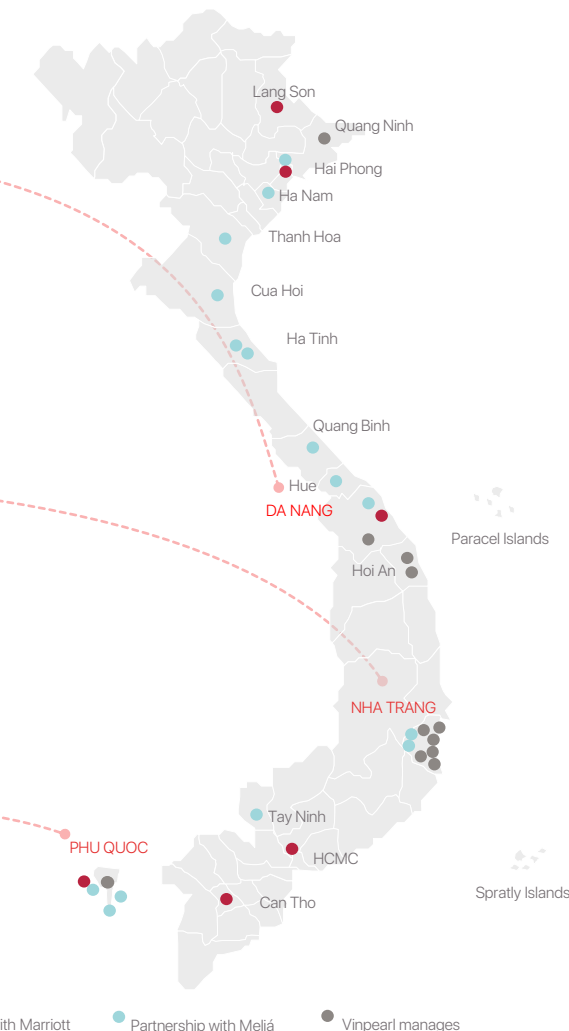 Lang Son
Quang Ninh
Hai Phong
Ha Nam
Thanh Hoa
Cua Hoi
Ha Tinh
Quang Binh
Hue
DA NANG
Paracel Islands
Hoi An
NHA TRANG
Tay Ninh
PHU QUOC
HCMC
Spratly Islands
Can Tho
ith Marriott
Partnership with Meliá
Vinpearl manages